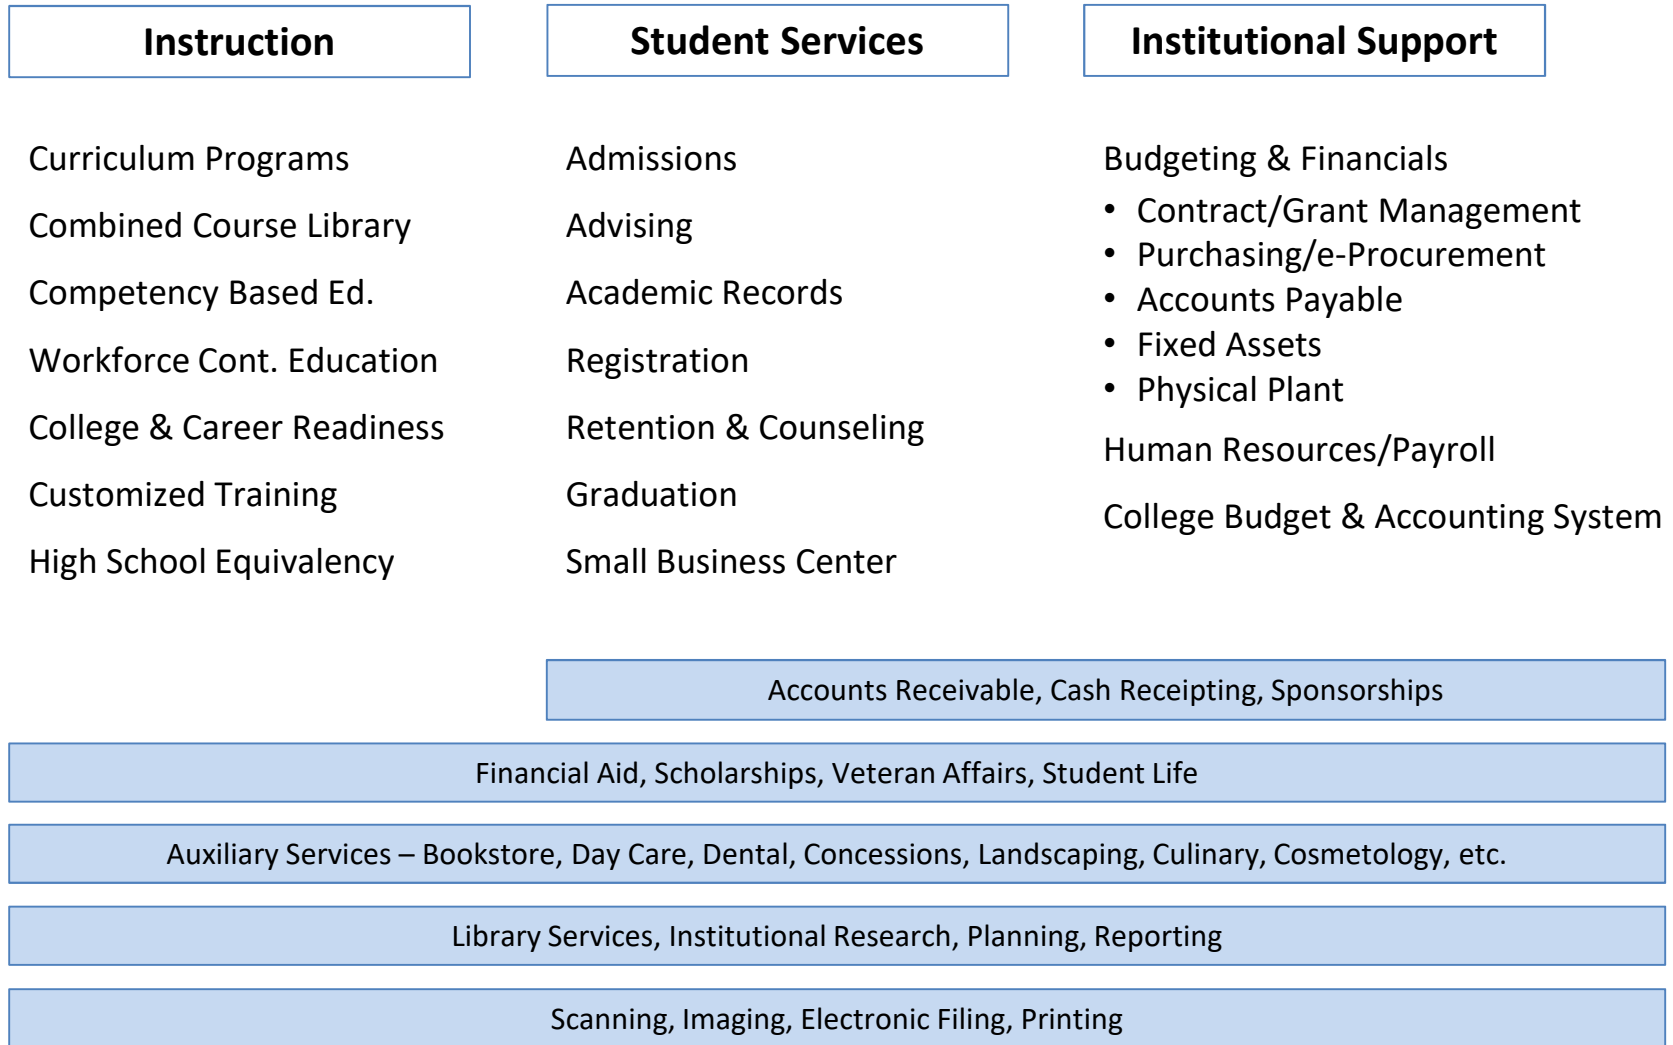 Instruction
Curriculum Programs
Combined Course Library
Competency Based Ed.
Workforce Cont. Education
College & Career Readiness
Customized Training
High School Equivalency
Student Services
Admissions
Advising
Academic Records
Registration
Retention & Counseling
Graduation
Small Business Center
Institutional Support
Budgeting & Financials
• Contract/Grant Management
• Purchasing/e-Procurement
• Accounts Payable
• Fixed Assets
• Physical Plant
Human Resources/Payroll
College Budget & Accounting System
Accounts Receivable, Cash Receipting, Sponsorships
Financial Aid, Scholarships, Veteran Affairs, Student Life
Auxiliary Services – Bookstore, Day Care, Dental, Concessions, Landscaping, Culinary, Cosmetology, etc.
Library Services, Institutional Research, Planning, Reporting
Scanning, Imaging, Electronic Filing, Printing